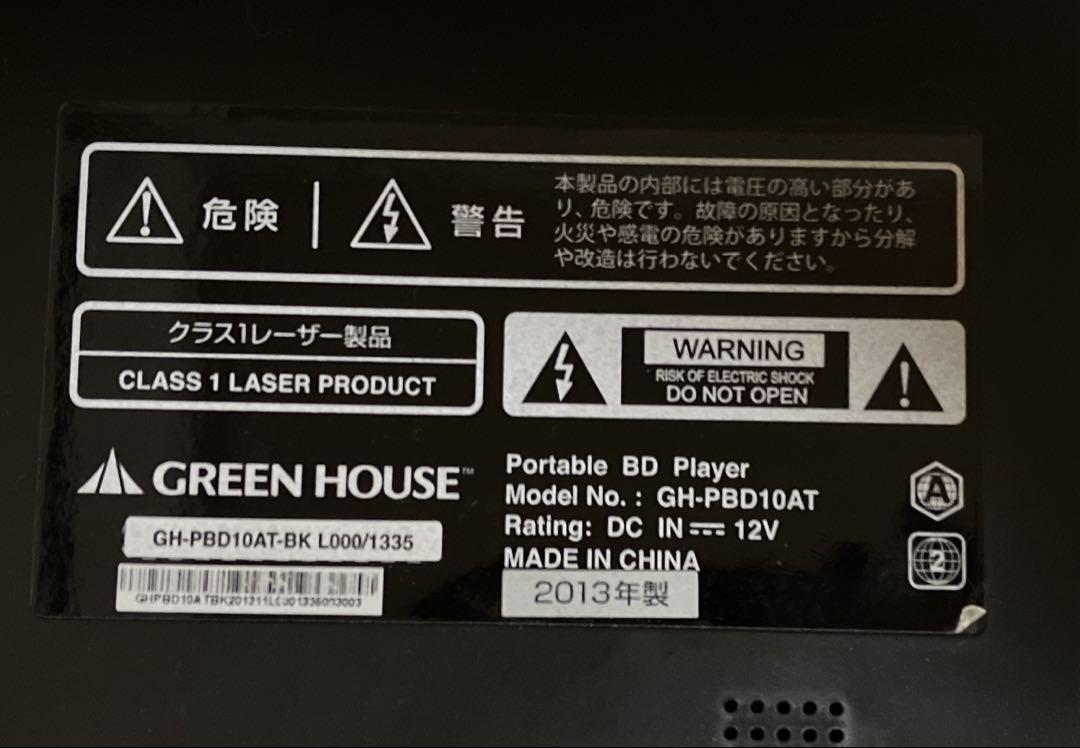 危険
警告
本製品の内部には電圧の高い部分があ
り、危険です。故障の原因となったり、
火災や感電の危険がありますから分解
や改造は行わないでください。
クラス1レーザー製品
CLASS 1 LASER PRODUCT
WARNING
RISK OF ELECTRIC SHOCK
DO NOT OPEN
GREEN HOUSE™
GH-PBD10AT-BK L000/1335
Portable BD Player
Model No. : GH-PBD10AT
Rating: DC IN ⎓ 12V
MADE IN CHINA
2013年製
A
2